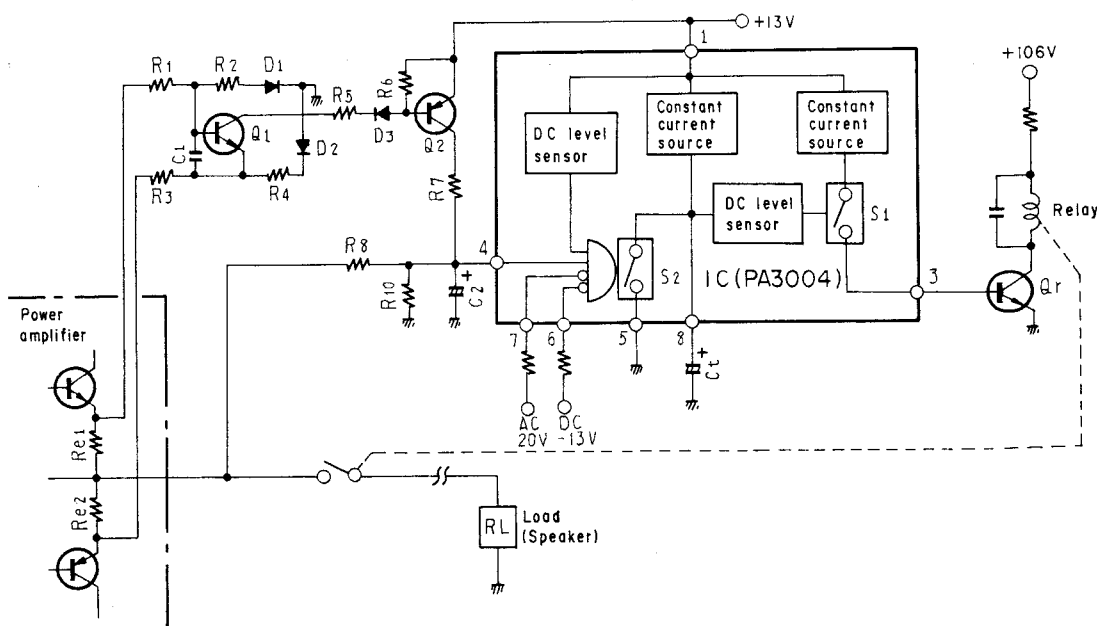 +13V
1
+106V
R1
R2
D1
R5
R6
D3
Q1
C1
D2
Q2
R3
R4
R7
DC level
sensor
Constant
current
source
Constant
current
source
DC level
sensor
S1
Relay
R8
4
R10
C2
+
S2
IC(PA3004)
3
Qr
7
6
5
8
+
Ct
AC
20V
DC
-13V
Power
amplifier
Re1
Re2
RL
Load
(Speaker)